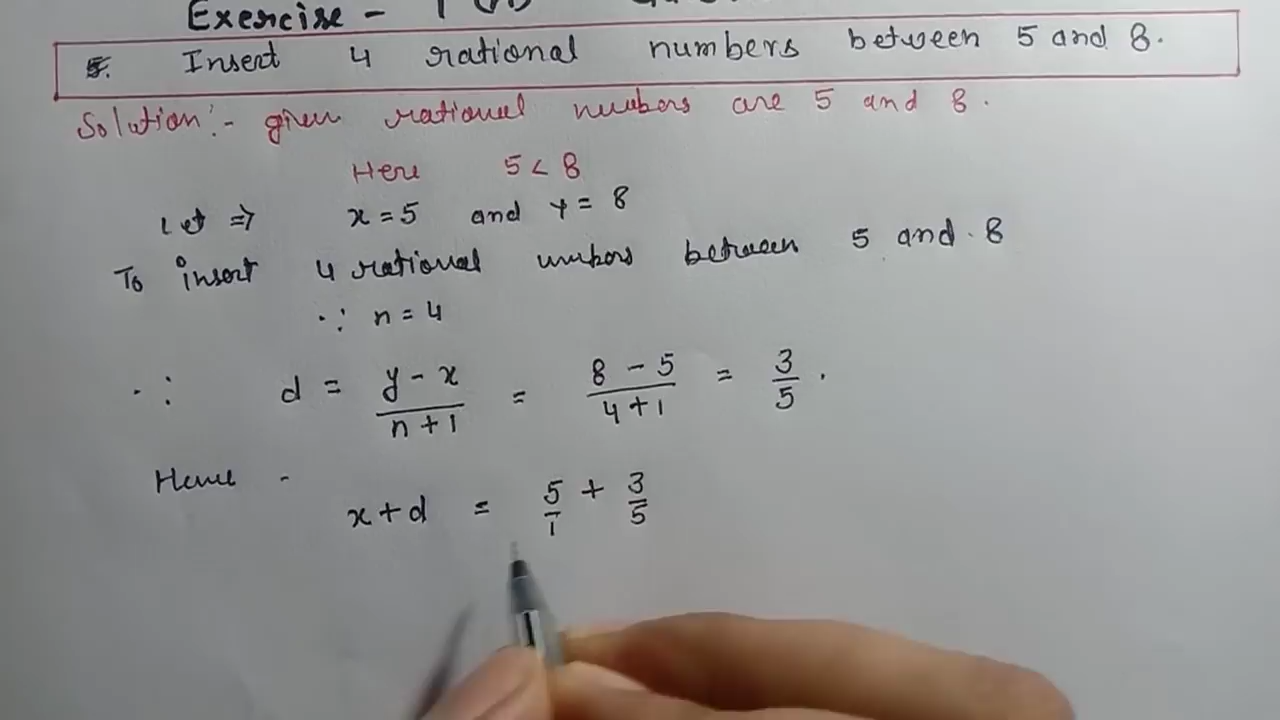 Exercise -
5. Insert 4 rational numbers between 5 and 8.
Solution:- given rational numbers are 5 and 8.
Here 5 < 8
Let ⇒ x = 5 and y = 8
To insert 4 rational numbers between 5 and 8
∵ n = 4
∵ d = (y - x)/(n + 1) = (8 - 5)/(4 + 1) = 3/5.
Hence -
x + d = 5/1 + 3/5